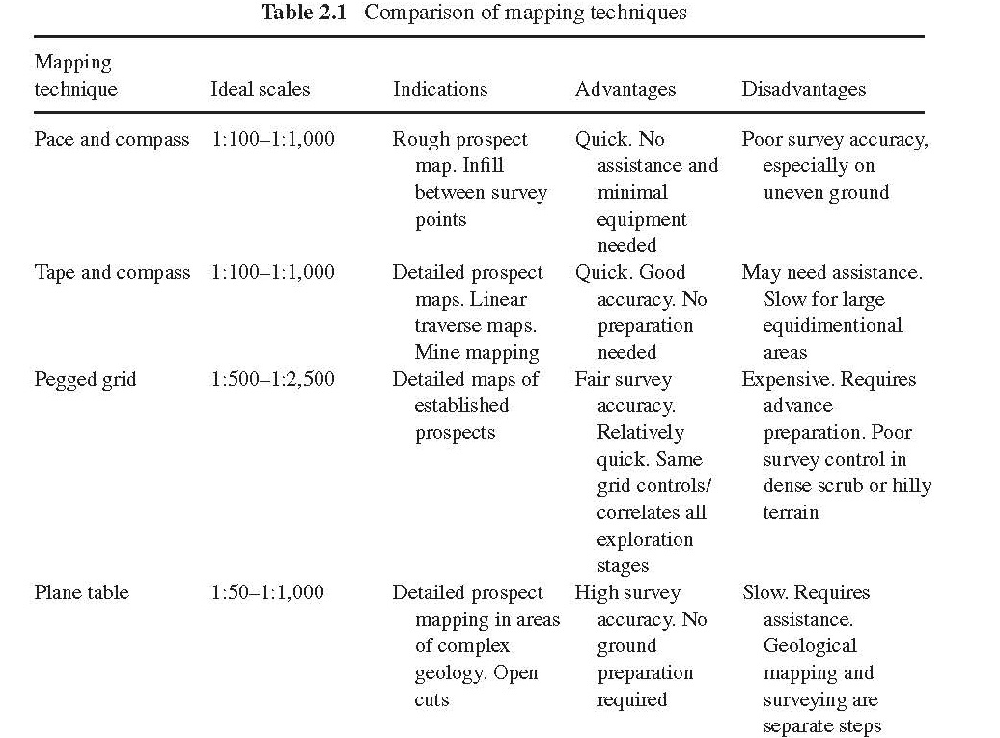 Table 2.1 Comparison of mapping techniques
Mapping technique Ideal scales Indications Advantages Disadvantages
Pace and compass 1:100–1:1,000 Rough prospect Quick. No Poor survey accuracy,
map. Infill assistance and especially on
between survey minimal uneven ground
points equipment
needed
Tape and compass 1:100–1:1,000 Detailed prospect Quick. Good May need assistance.
maps. Linear accuracy. No Slow for large
traverse maps. preparation equidimentional
Mine mapping needed areas
Pegged grid 1:500–1:2,500 Detailed maps of Fair survey Expensive. Requires
established accuracy. advance
prospects Relatively preparation. Poor
quick. Same survey control in
grid controls/ dense scrub or hilly
correlates all terrain
exploration
stages
Plane table 1:50–1:1,000 Detailed prospect High survey Slow. Requires
mapping in areas accuracy. No assistance.
of complex ground Geological
geology. Open preparation mapping and
cuts required surveying are
separate steps